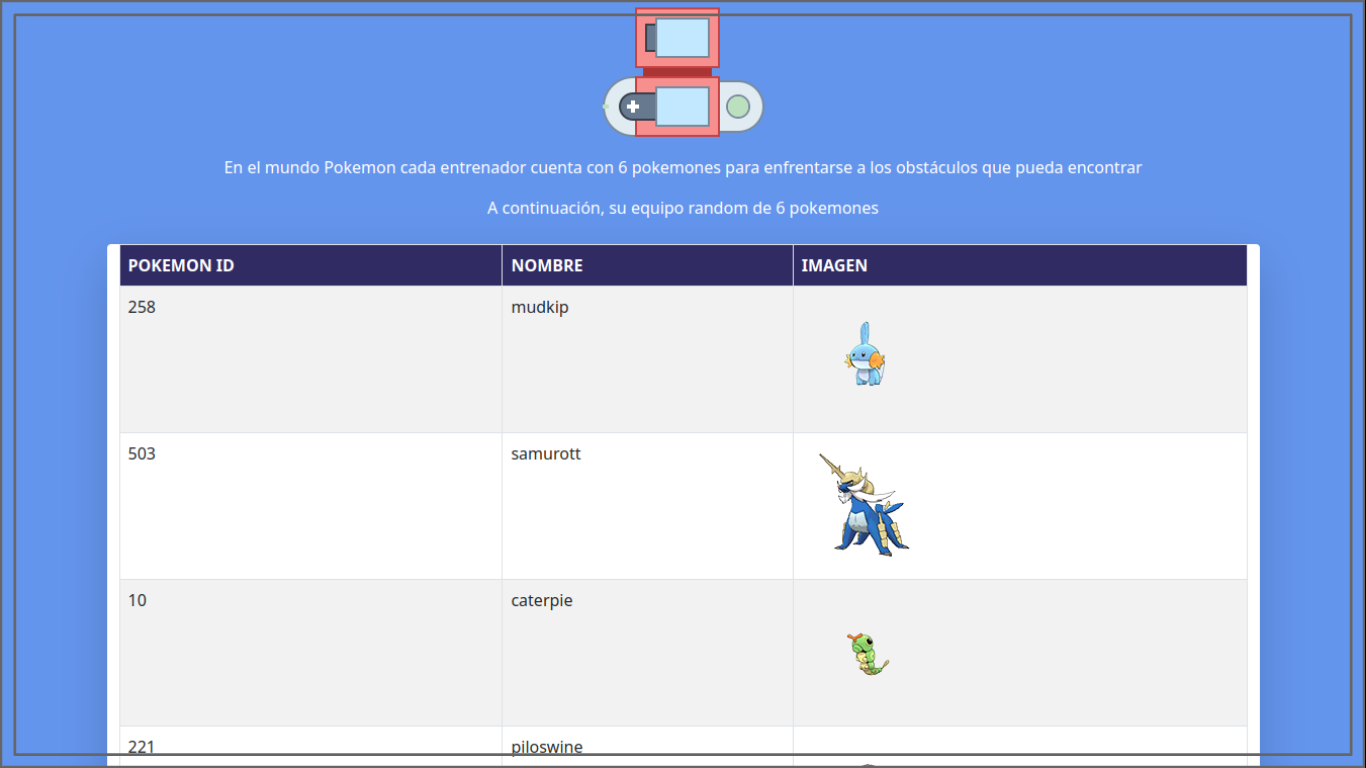 En el mundo Pokemon cada entrenador cuenta con 6 pokemones para enfrentarse a los obstáculos que pueda encontrar
A continuación, su equipo random de 6 pokemones
POKEMON ID NOMBRE IMAGEN
258 mudkip
503 samurott
10 caterpie
221 piloswine